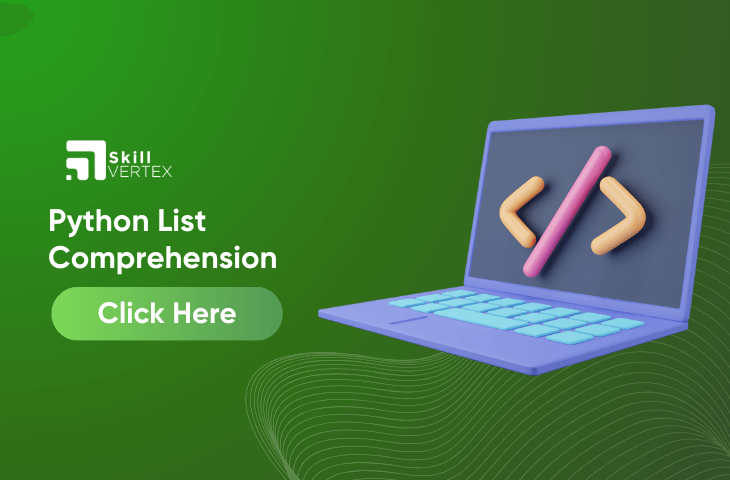 Skill
VERTEX
Python List
Comprehension
Click Here
</>